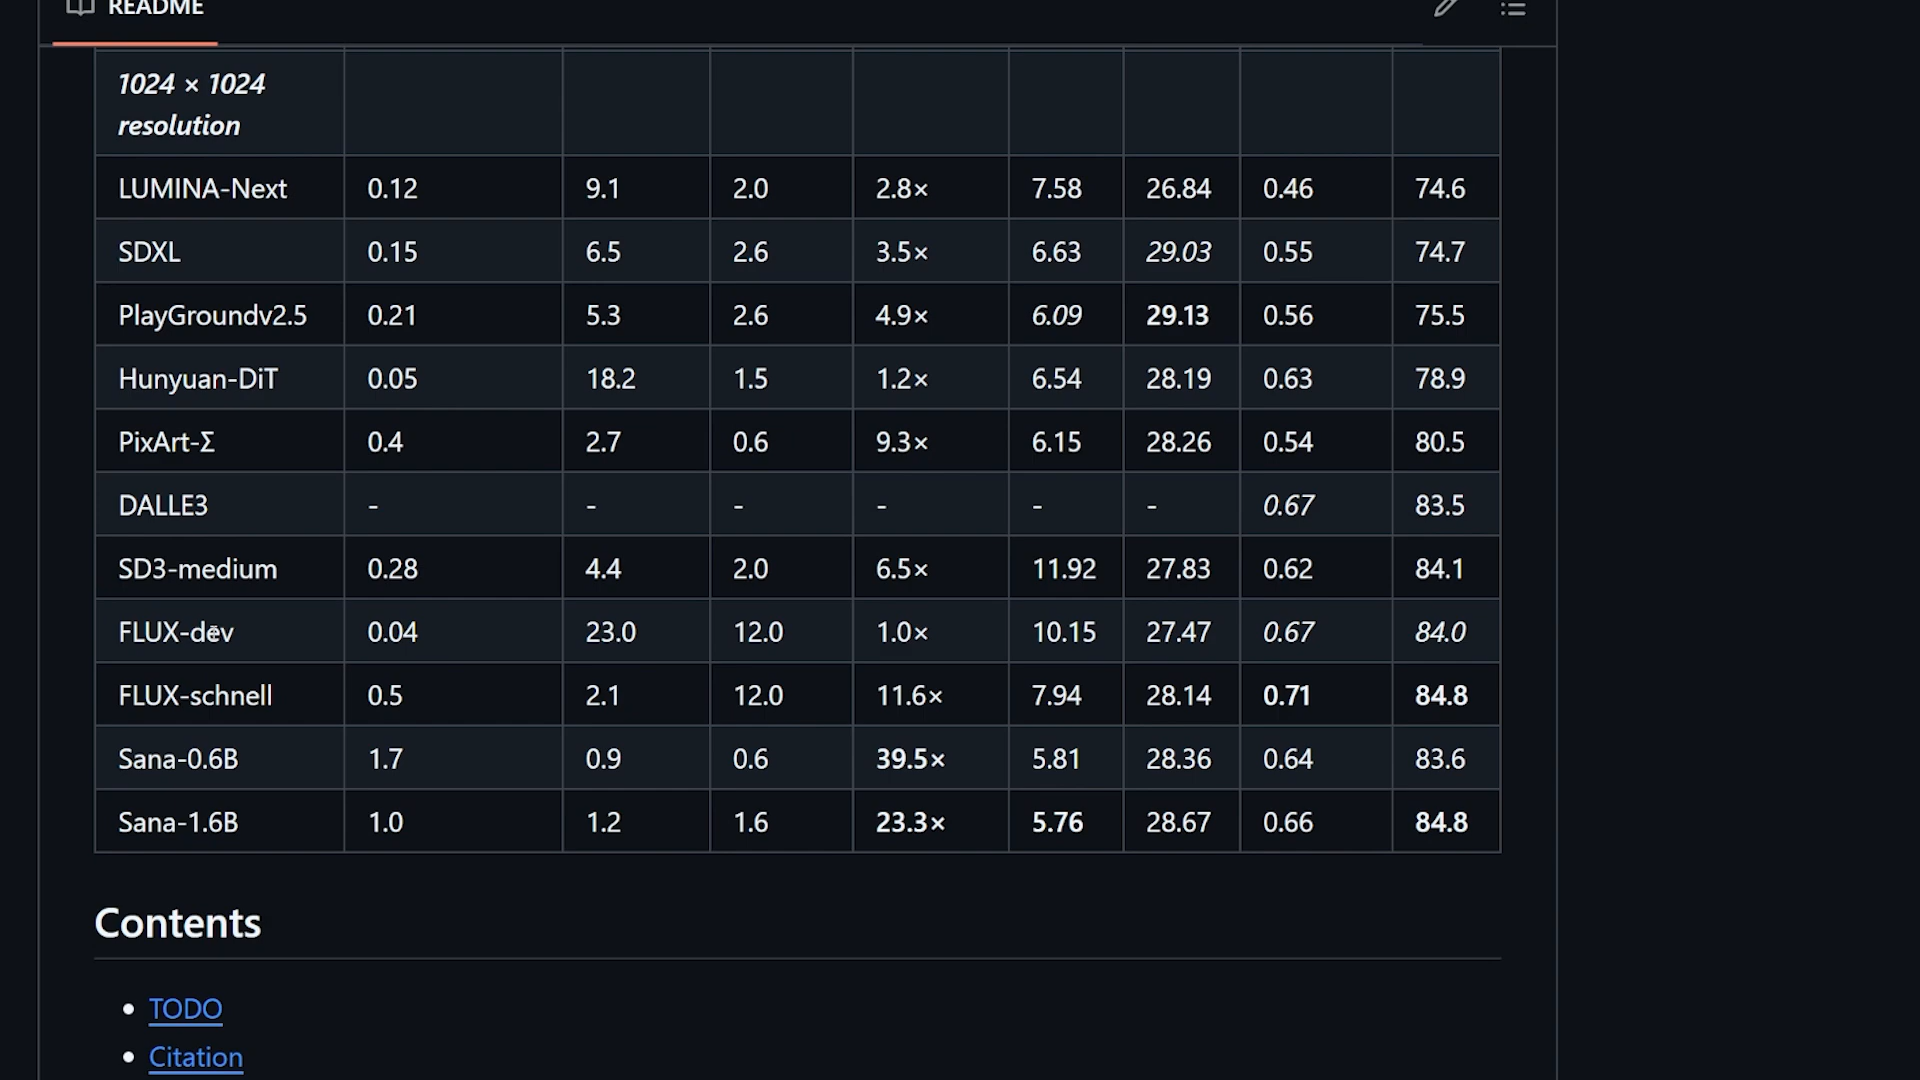 README
1024 × 1024
resolution
LUMINA-Next 0.12 9.1 2.0 2.8× 7.58 26.84 0.46 74.6
SDXL 0.15 6.5 2.6 3.5× 6.63 29.03 0.55 74.7
PlayGroundv2.5 0.21 5.3 2.6 4.9× 6.09 29.13 0.56 75.5
Hunyuan-DiT 0.05 18.2 1.5 1.2× 6.54 28.19 0.63 78.9
PixArt-Σ 0.4 2.7 0.6 9.3× 6.15 28.26 0.54 80.5
DALLE3 - - - - - - 0.67 83.5
SD3-medium 0.28 4.4 2.0 6.5× 11.92 27.83 0.62 84.1
FLUX-dev 0.04 23.0 12.0 1.0× 10.15 27.47 0.67 84.0
FLUX-schnell 0.5 2.1 12.0 11.6× 7.94 28.14 0.71 84.8
Sana-0.6B 1.7 0.9 0.6 39.5× 5.81 28.36 0.64 83.6
Sana-1.6B 1.0 1.2 1.6 23.3× 5.76 28.67 0.66 84.8
Contents
• TODO
• Citation